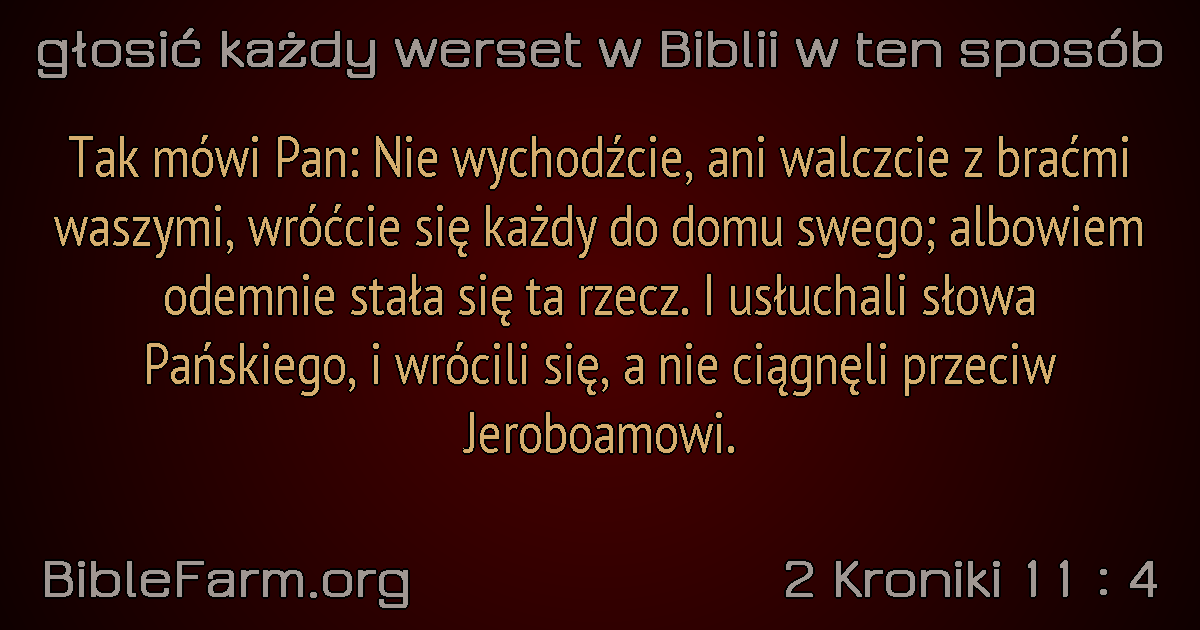 głosić każdy werset w Biblii w ten sposób
Tak mówi Pan: Nie wychodźcie, ani walczcie z braćmi
waszymi, wróćcie się każdy do domu swego; albowiem
odemnie stała się ta rzecz. I usłuchali słowa
Pańskiego, i wrócili się, a nie ciągnęli przeciw
Jeroboamowi.
BibleFarm.org
2 Kroniki 11 : 4